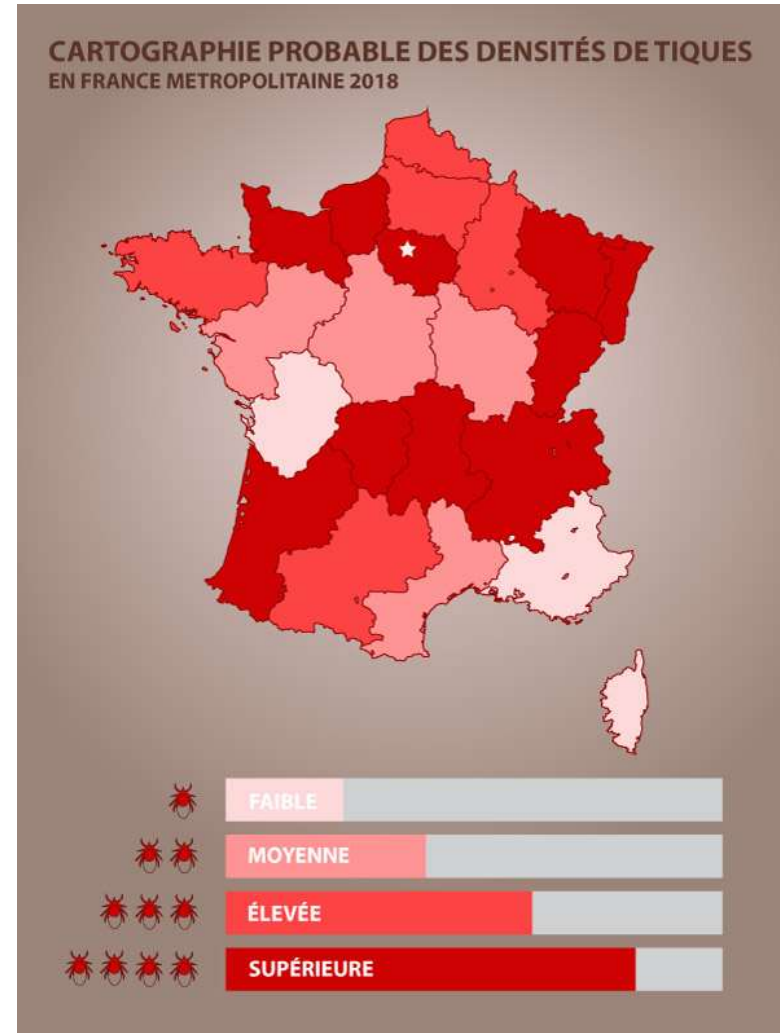 CARTOGRAPHIE PROBABLE DES DENSITÉS DE TIQUES
EN FRANCE METROPOLITAINE 2018
FAIBLE
MOYENNE
ÉLEVÉE
SUPÉRIEURE